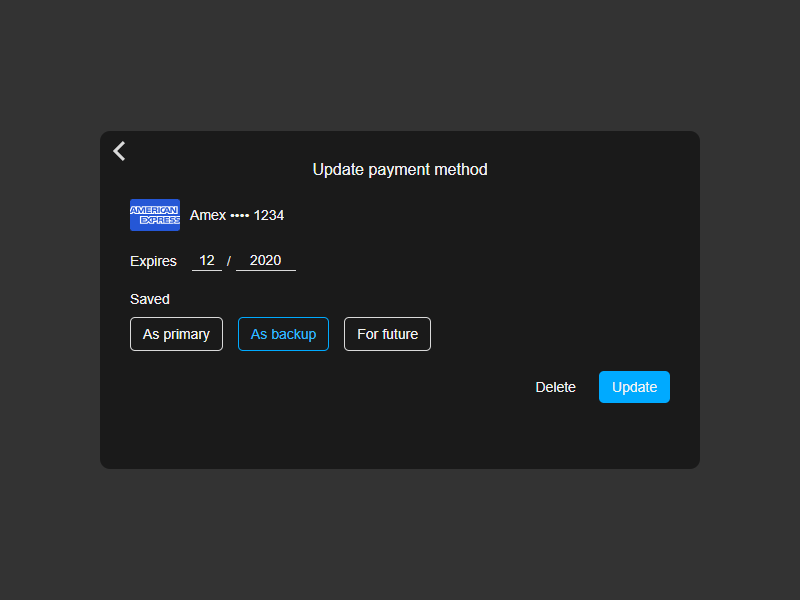 Update payment method
AMERICAN
EXPRESS
Amex •••• 1234
Expires 12 / 2020
Saved
As primary As backup For future
Delete Update